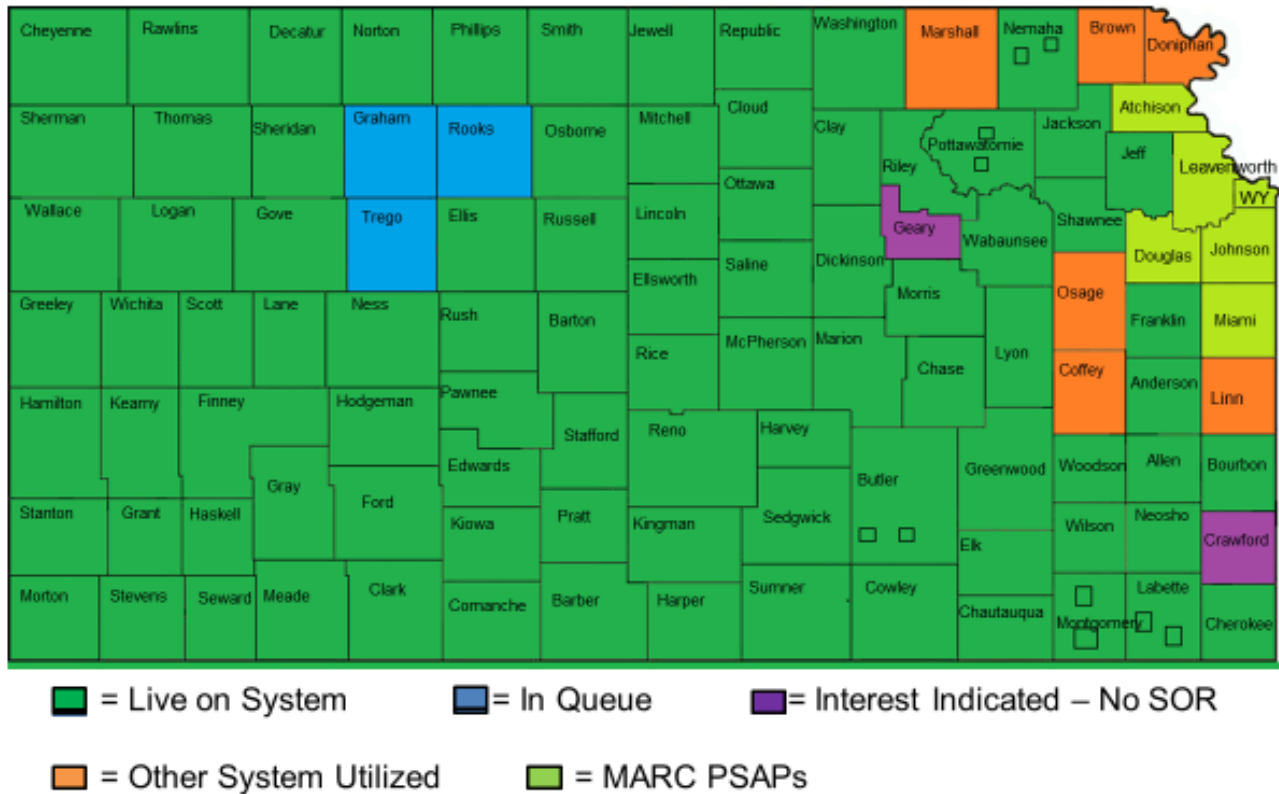 Cheyenne Rawlins Decatur Norton Phillips Smith Jewell Republic Washington Marshall Nemaha Brown Doniphan
Sherman Thomas Sheridan Graham Rooks Osborne Mitchell Cloud Clay Riley Pottawatomie Jackson Atchison
Jeff Leavenworth
Wallace Logan Gove Trego Ellis Russell Lincoln Ottawa Geary Wabaunsee Shawnee WY
Ellsworth Saline Dickinson Douglas Johnson
Greeley Wichita Scott Lane Ness Rush Barton Morris Osage Franklin Miami
Rice McPherson Marion Chase Lyon
Hamilton Kearny Finney Hodgeman Pawnee Coffey Anderson Linn
Stafford Reno Harvey
Gray Edwards Butler Greenwood Woodson Allen Bourbon
Stanton Grant Haskell Ford Kiowa Pratt Kingman Sedgwick Wilson Neosho Crawford
Elk
Morton Stevens Seward Meade Clark Comanche Barber Harper Sumner Cowley Chautauqua Montgomery Labette Cherokee
= Live on System = In Queue = Interest Indicated – No SOR
= Other System Utilized = MARC PSAPs